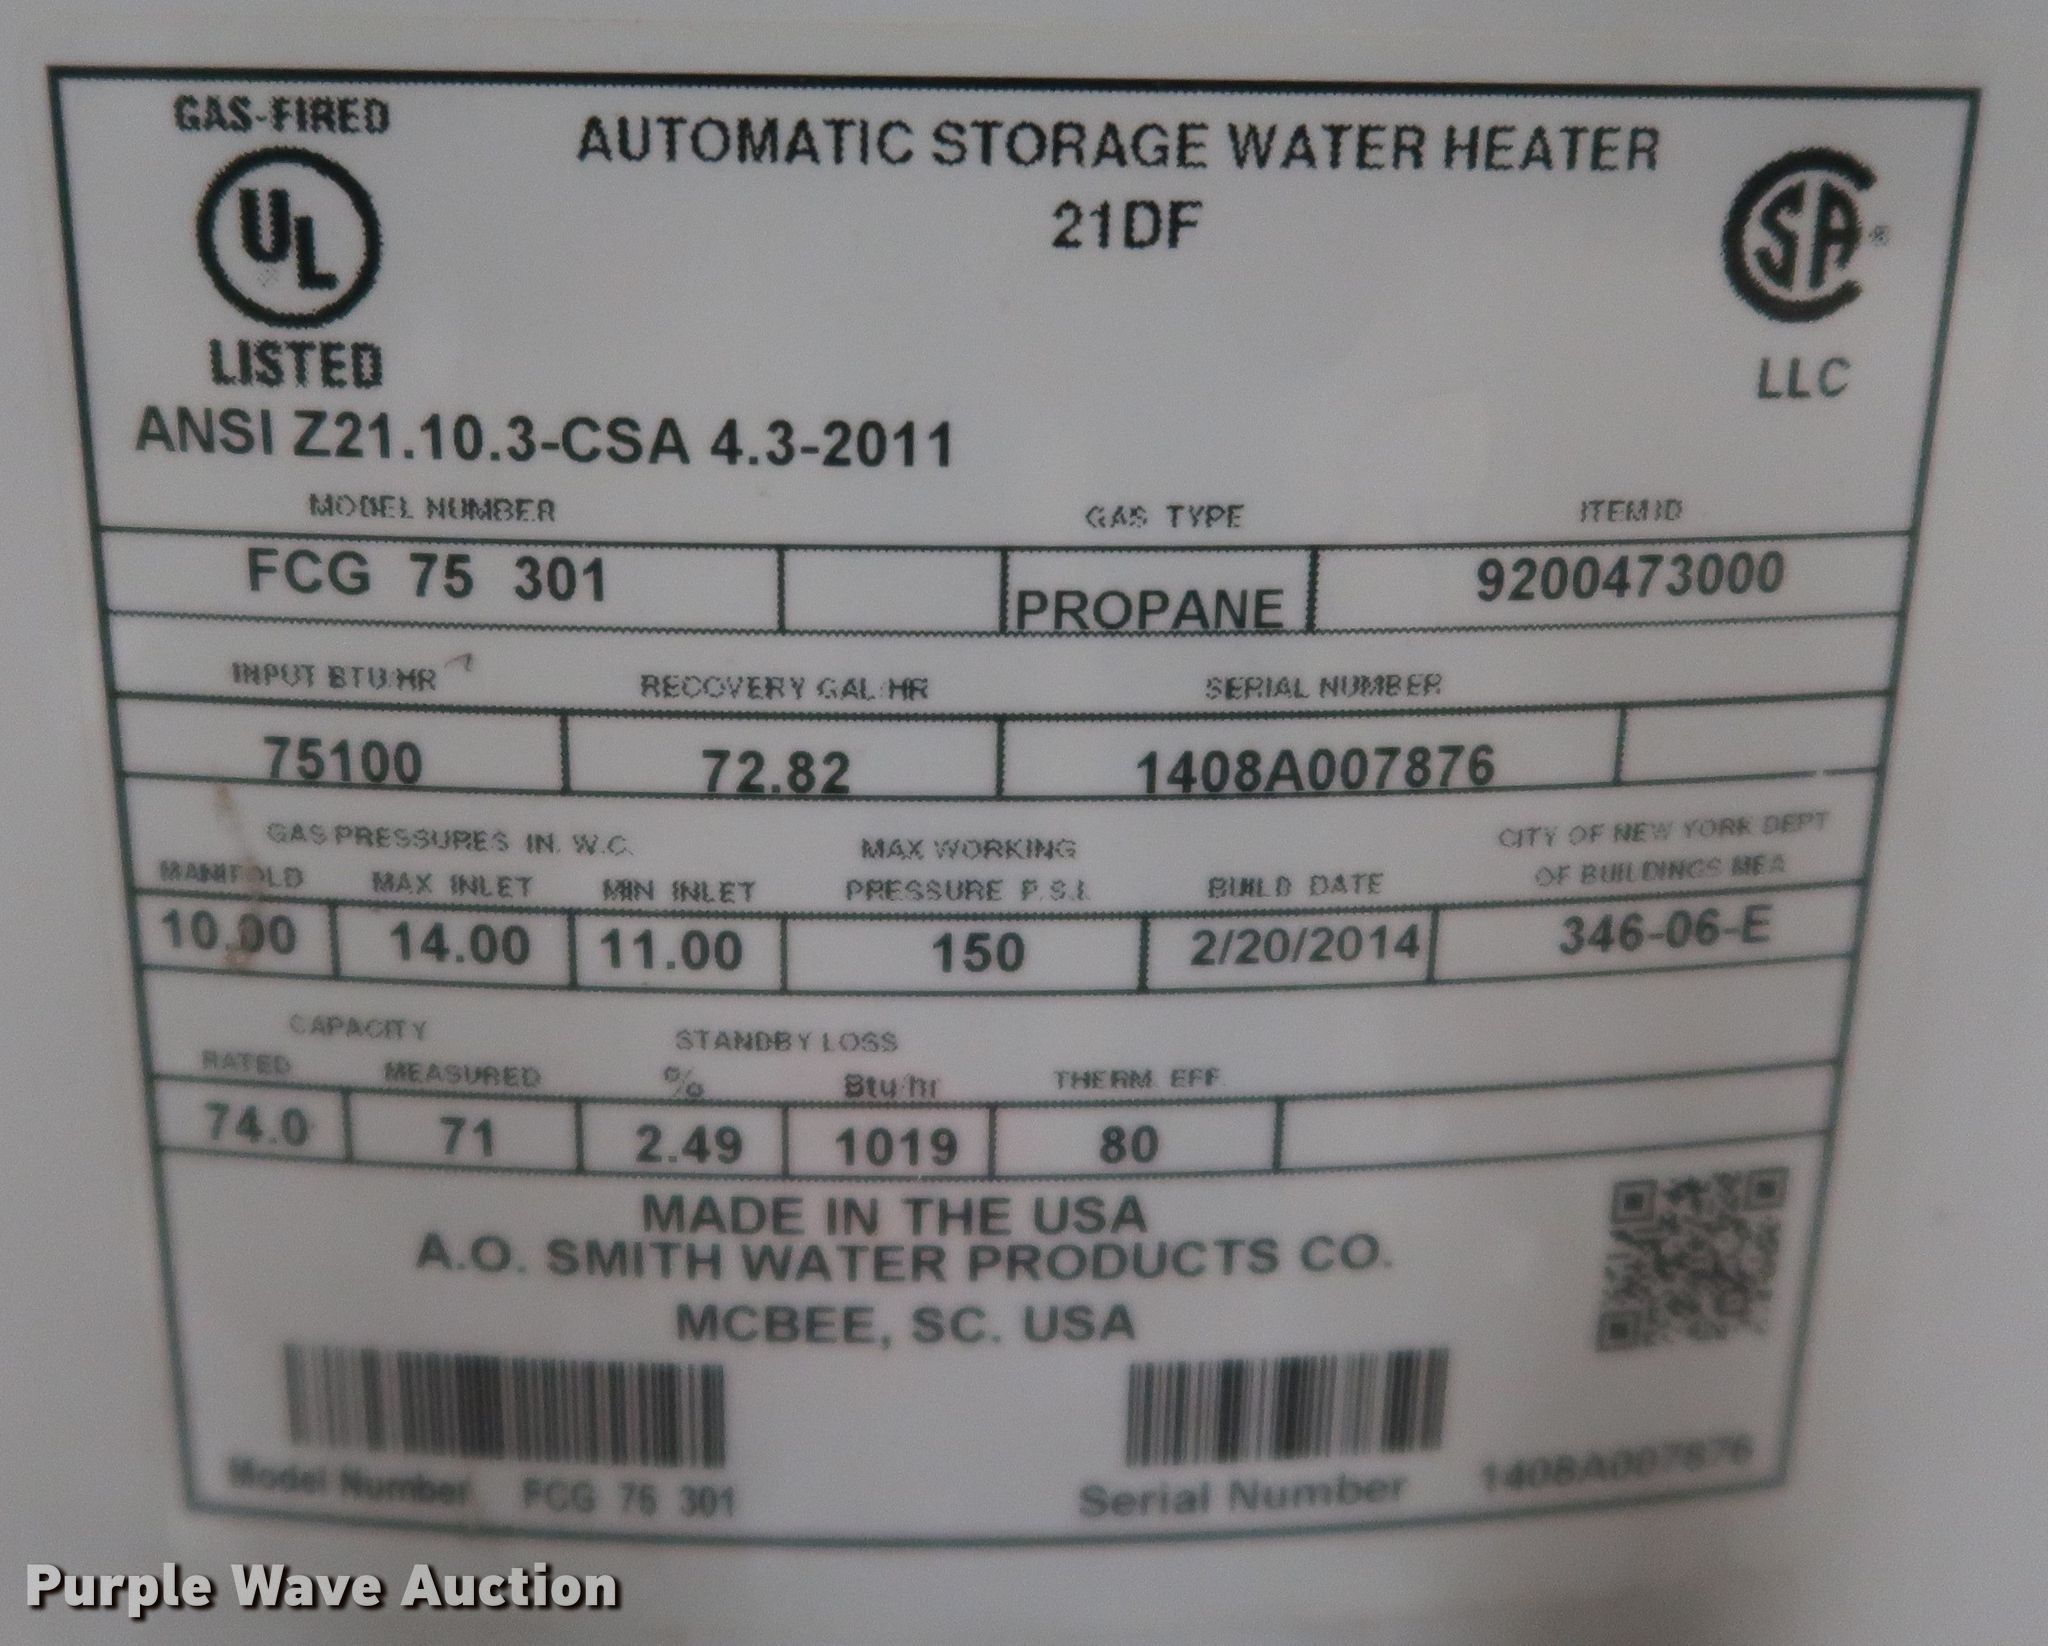 GAS-FIRED
AUTOMATIC STORAGE WATER HEATER
21DF
UL
LISTED
SA
LLC
ANSI Z21.10.3-CSA 4.3-2011
MODEL NUMBER GAS TYPE ITEM ID
FCG 75 301 PROPANE 9200473000
INPUT BTU/HR RECOVERY GAL/HR SERIAL NUMBER
75100 72.82 1408A007876
GAS PRESSURES IN. W.C. MAX WORKING CITY OF NEW YORK DEPT
MANIFOLD MAX INLET MIN INLET PRESSURE P.S.I. BUILD DATE OF BUILDINGS MEA
10.00 14.00 11.00 150 2/20/2014 346-06-E
CAPACITY STANDBY LOSS
RATED MEASURED % Btu/hr THERM. EFF
74.0 71 2.49 1019 80
MADE IN THE USA
A.O. SMITH WATER PRODUCTS CO.
MCBEE, SC. USA
Model Number FCG 75 301 Serial Number 1408A007876
Purple Wave Auction